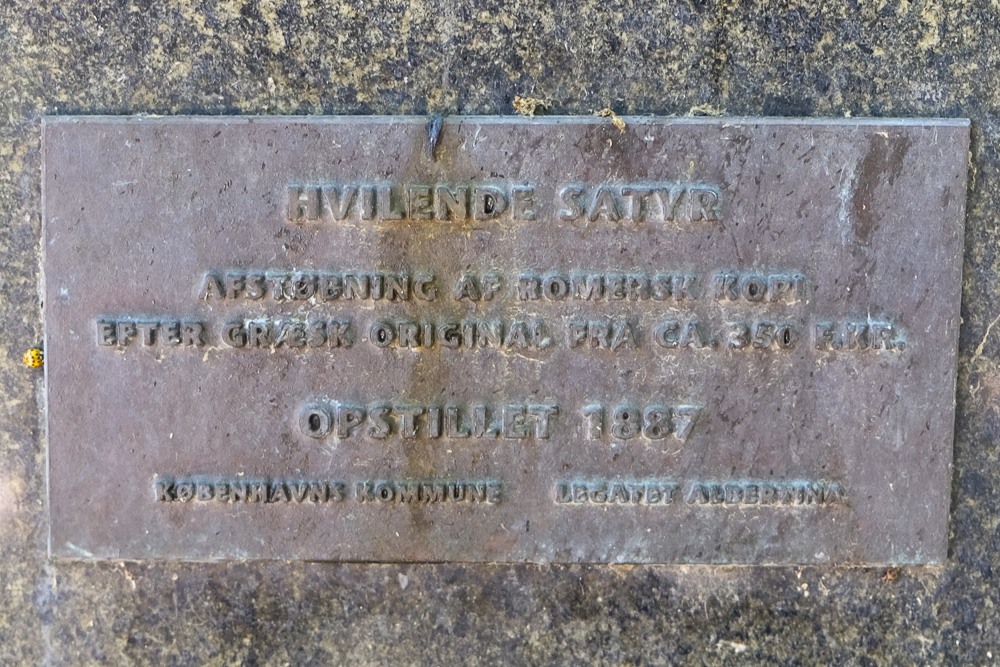 HVILENDE SATYR
AFSTØBNING AF ROMERSK KOPI
EFTER GRÆSK ORIGINAL FRA CA. 350 F.KR.
OPSTILLET 1887
KØBENHAVNS KOMMUNE LEGATET ALBERTINA